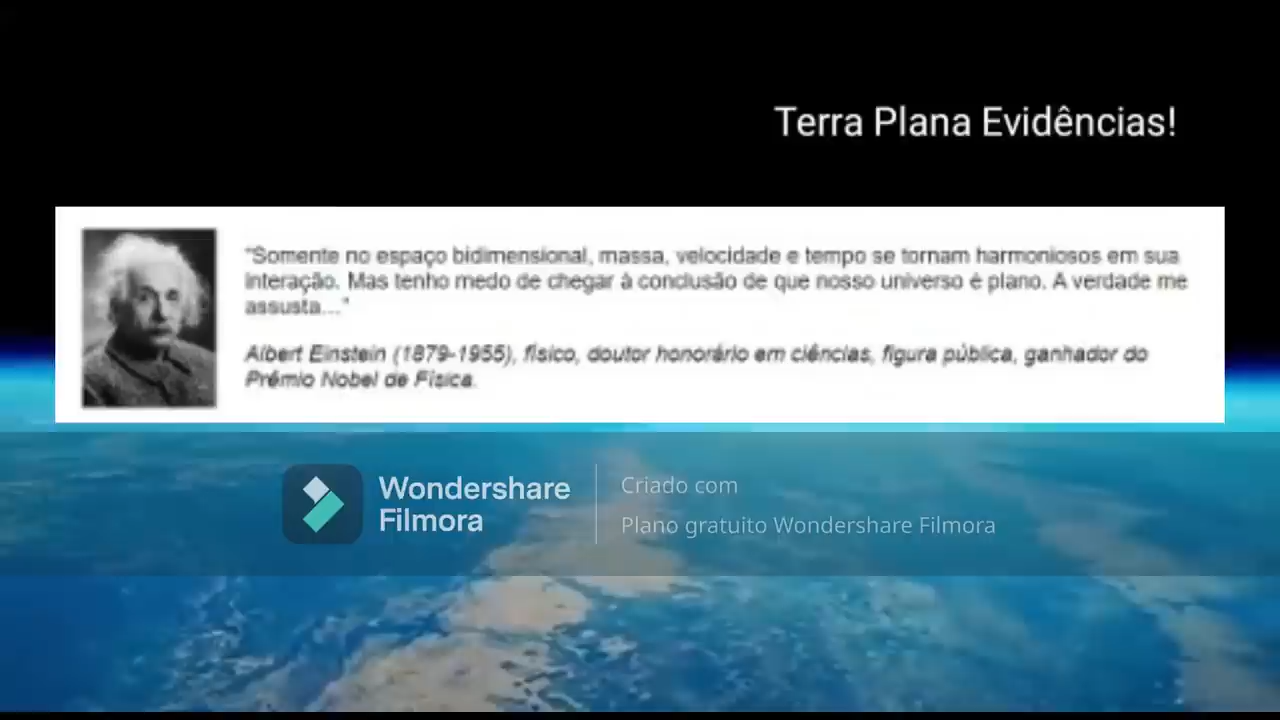 Terra Plana Evidências!
"Somente no espaço bidimensional, massa, velocidade e tempo se tornam harmoniosos em sua
interação. Mas tenho medo de chegar à conclusão de que nosso universo é plano. A verdade me
assusta..."
Albert Einstein (1879-1955), físico, doutor honorário em ciências, figura pública, ganhador do
Prêmio Nobel de Física.
Wondershare
Filmora
Criado com
Plano gratuito Wondershare Filmora